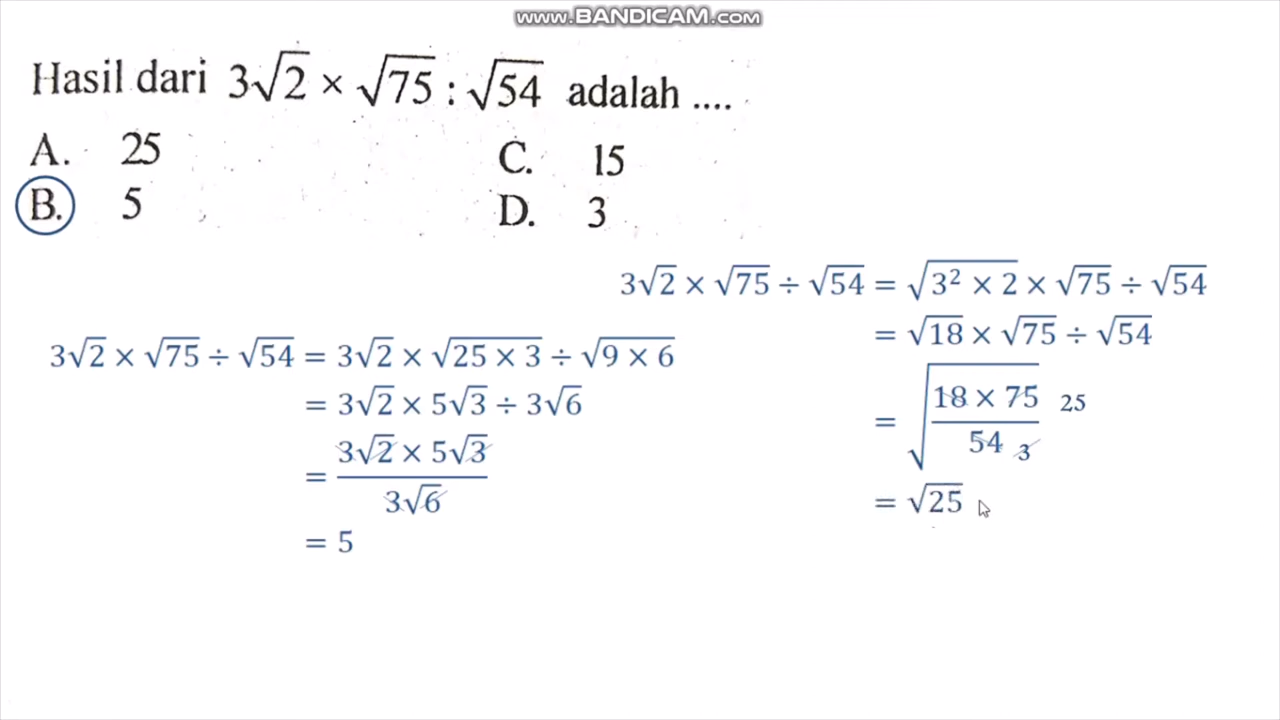 www.BANDICAM.com
Hasil dari 3√2 × √75 : √54 adalah ....
A. 25
C. 15
B. 5
D. 3
3√2 × √75 ÷ √54 = √(3² × 2) × √75 ÷ √54
= √18 × √75 ÷ √54
= √((18 × 75)/54) 25 3
= √25
3√2 × √75 ÷ √54 = 3√2 × √(25 × 3) ÷ √(9 × 6)
= 3√2 × 5√3 ÷ 3√6
= (3√2 × 5√3)/(3√6)
= 5